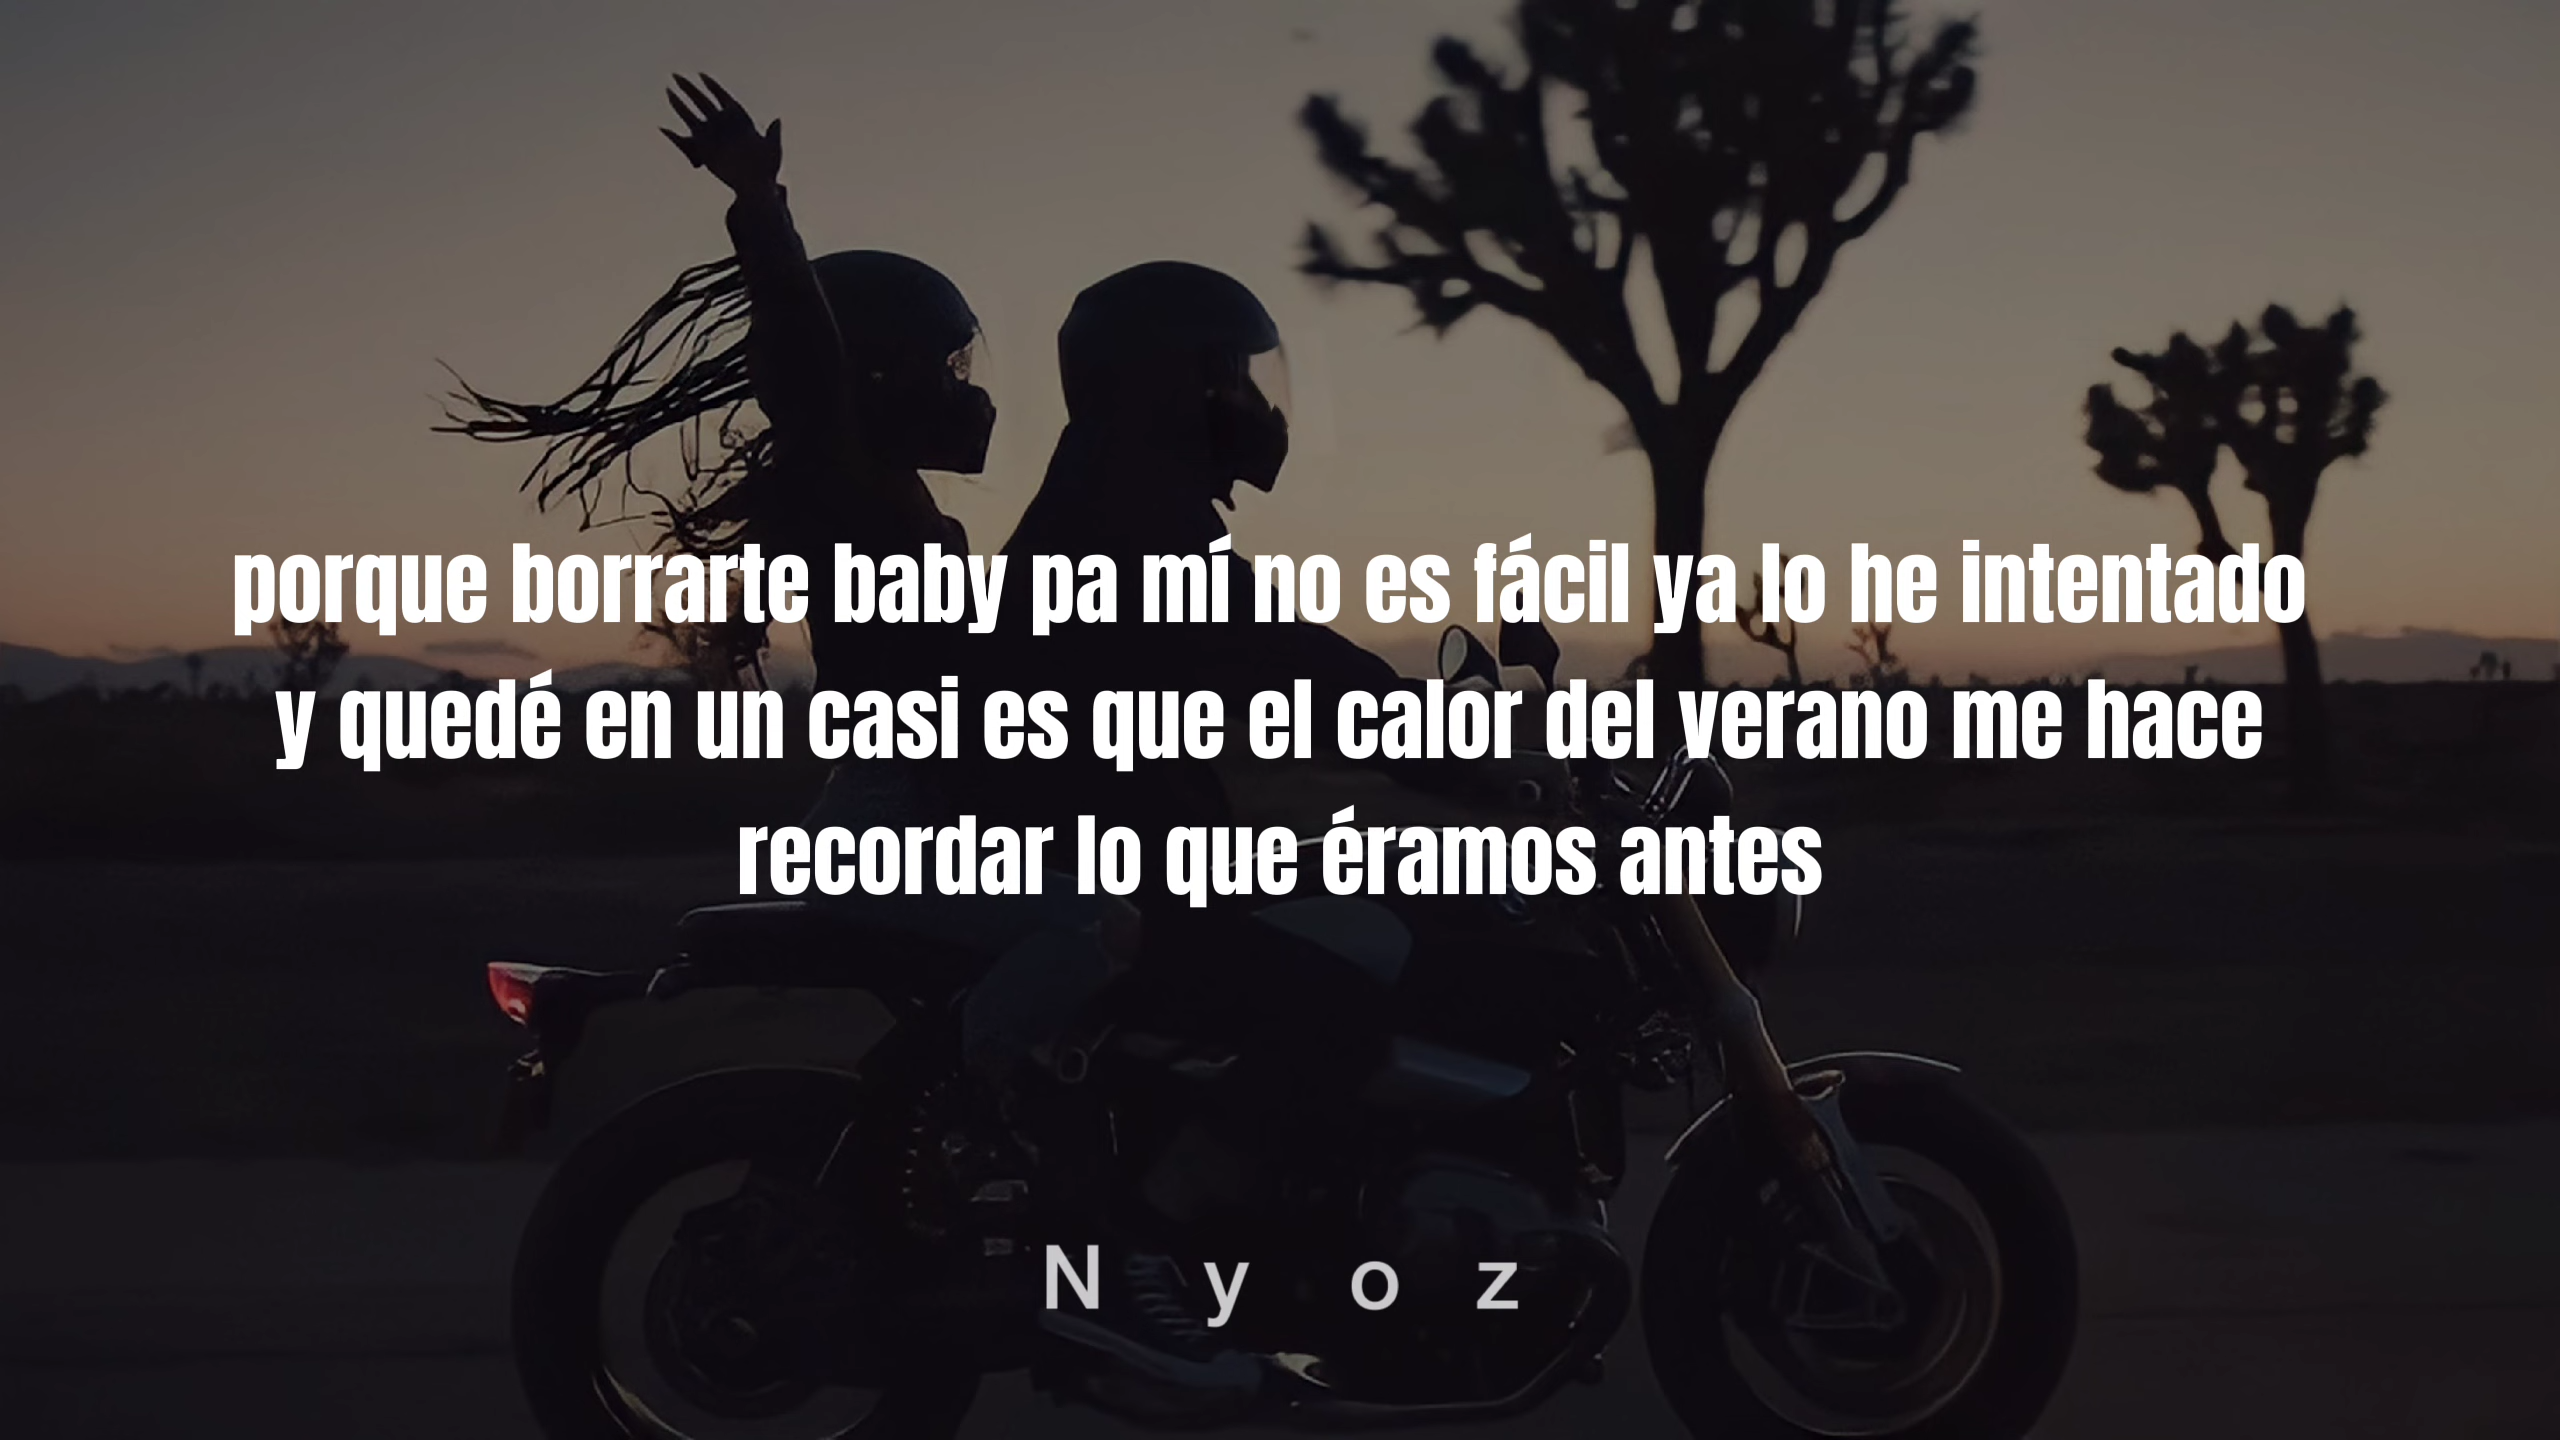 porque borrarte baby pa mí no es fácil ya lo he intentado
y quedé en un casi es que el calor del verano me hace
recordar lo que éramos antes
N y o z